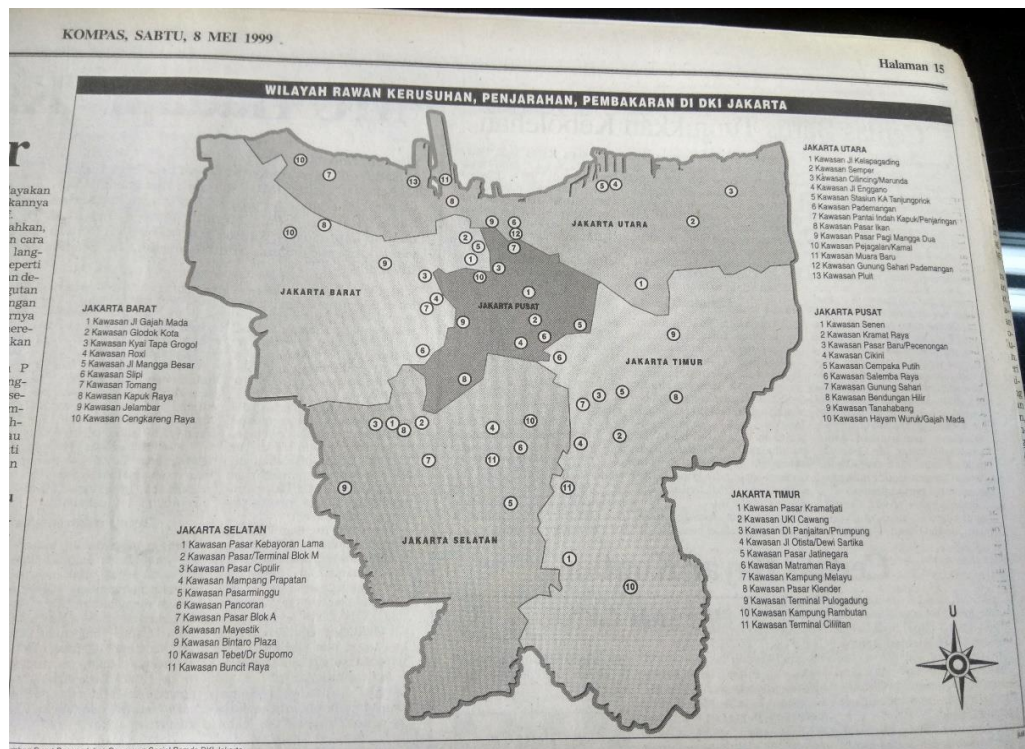 KOMPAS, SABTU, 8 MEI 1999
Halaman 15
WILAYAH RAWAN KERUSUHAN, PENJARAHAN, PEMBAKARAN DI DKI JAKARTA
JAKARTA UTARA
1 Kawasan Jl Kelapagading
2 Kawasan Semper
3 Kawasan Cilincing/Marunda
4 Kawasan Jl Enggano
5 Kawasan Stasiun KA Tanjungpriok
6 Kawasan Pademangan
7 Kawasan Pantai Indah Kapuk/Penjaringan
8 Kawasan Pasar Ikan
9 Kawasan Pasar Pagi Mangga Dua
10 Kawasan Pejagalan/Kamal
11 Kawasan Muara Baru
12 Kawasan Gunung Sahari Pademangan
13 Kawasan Pluit
JAKARTA UTARA
JAKARTA BARAT
JAKARTA PUSAT
JAKARTA TIMUR
JAKARTA SELATAN
JAKARTA BARAT
1 Kawasan Jl Gajah Mada
2 Kawasan Glodok Kota
3 Kawasan Kyai Tapa Grogol
4 Kawasan Roxi
5 Kawasan Jl Mangga Besar
6 Kawasan Slipi
7 Kawasan Tomang
8 Kawasan Kapuk Raya
9 Kawasan Jelambar
10 Kawasan Cengkareng Raya
JAKARTA PUSAT
1 Kawasan Senen
2 Kawasan Kramat Raya
3 Kawasan Pasar Baru/Pecenongan
4 Kawasan Cikini
5 Kawasan Cempaka Putih
6 Kawasan Salemba Raya
7 Kawasan Gunung Sahari
8 Kawasan Bendungan Hilir
9 Kawasan Tanahabang
10 Kawasan Hayam Wuruk/Gajah Mada
JAKARTA SELATAN
1 Kawasan Pasar Kebayoran Lama
2 Kawasan Pasar/Terminal Blok M
3 Kawasan Pasar Cipulir
4 Kawasan Mampang Prapatan
5 Kawasan Pasarminggu
6 Kawasan Pancoran
7 Kawasan Pasar Blok A
8 Kawasan Mayestik
9 Kawasan Bintaro Plaza
10 Kawasan Tebet/Dr Supomo
11 Kawasan Buncit Raya
JAKARTA TIMUR
1 Kawasan Pasar Kramatjati
2 Kawasan UKI Cawang
3 Kawasan DI Panjaitan/Prumpung
4 Kawasan Jl Otista/Dewi Sartika
5 Kawasan Pasar Jatinegara
6 Kawasan Matraman Raya
7 Kawasan Kampung Melayu
8 Kawasan Pasar Klender
9 Kawasan Terminal Pulogadung
10 Kawasan Kampung Rambutan
11 Kawasan Terminal Cililitan
U